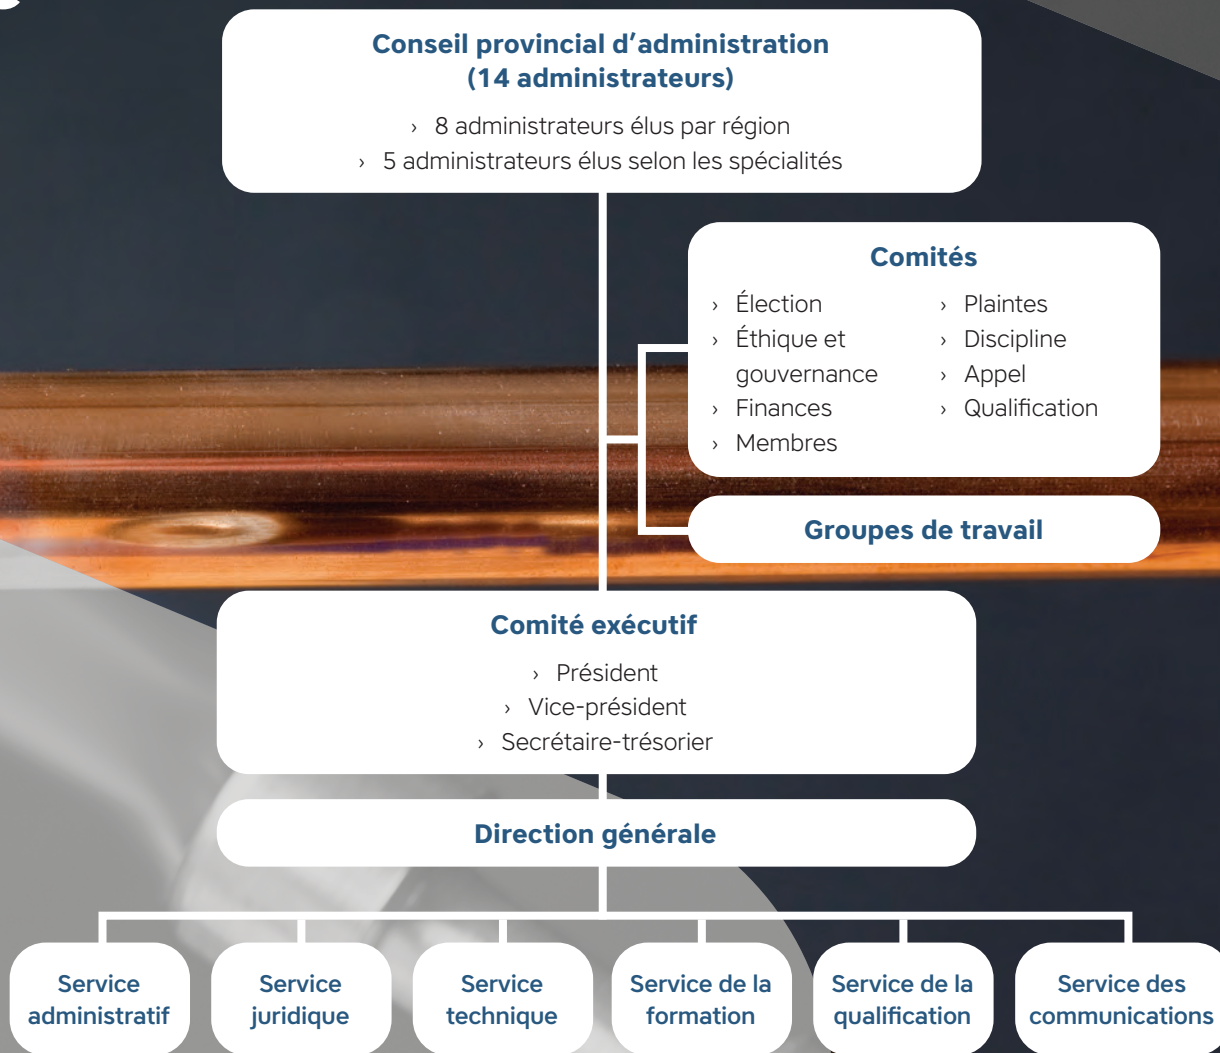 Conseil provincial d’administration
(14 administrateurs)
› 8 administrateurs élus par région
› 5 administrateurs élus selon les spécialités
Comités
› Élection
› Éthique et
gouvernance
› Finances
› Membres
› Plaintes
› Discipline
› Appel
› Qualification
Groupes de travail
Comité exécutif
› Président
› Vice-président
› Secrétaire-trésorier
Direction générale
Service
administratif
Service
juridique
Service
technique
Service de la
formation
Service de la
qualification
Service des
communications